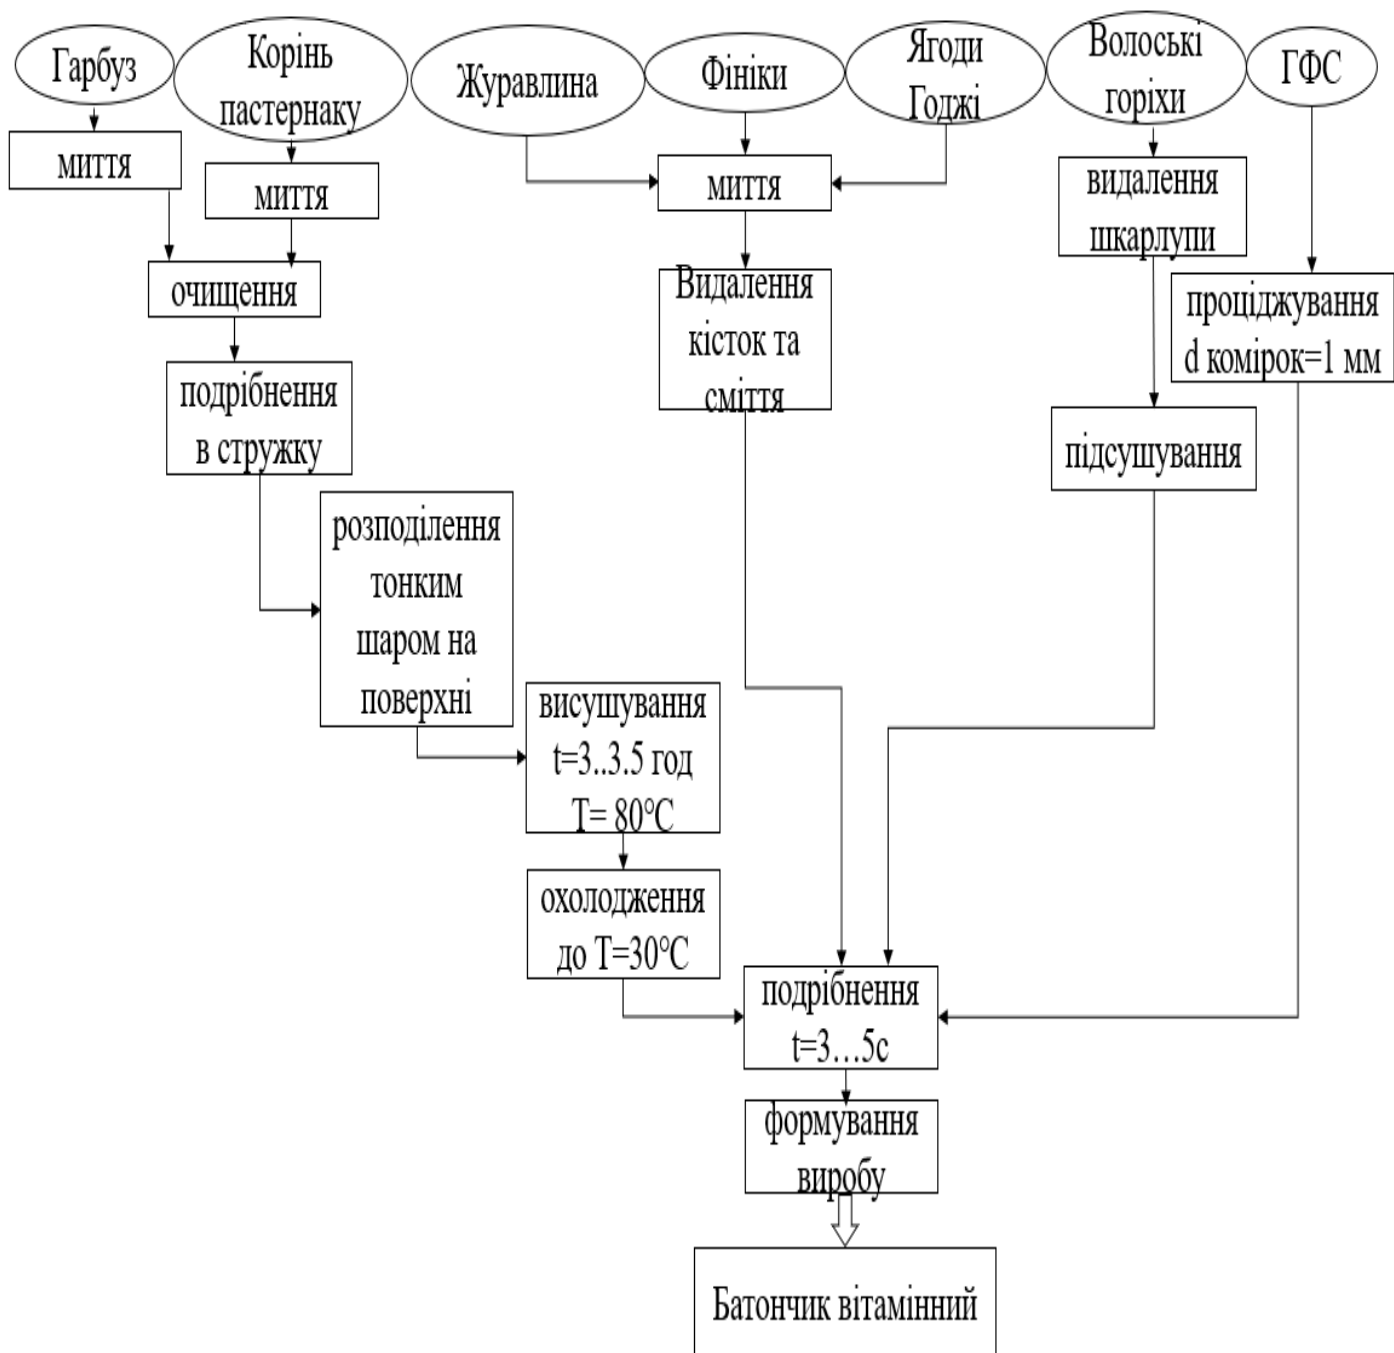 Гарбуз
Корінь
пастернаку
Журавлина
Фініки
Ягоди
Годжі
Волоські
горіхи
ГФС
миття
миття
миття
видалення
шкарлупи
очищення
Видалення
кісток та
сміття
проціджування
d комірок=1 мм
подрібнення
в стружку
підсушування
розподілення
тонким
шаром на
поверхні
висушування
t=3..3.5 год
T= 80°C
охолодження
до T=30°C
подрібнення
t=3…5с
формування
виробу
Батончик вітамінний